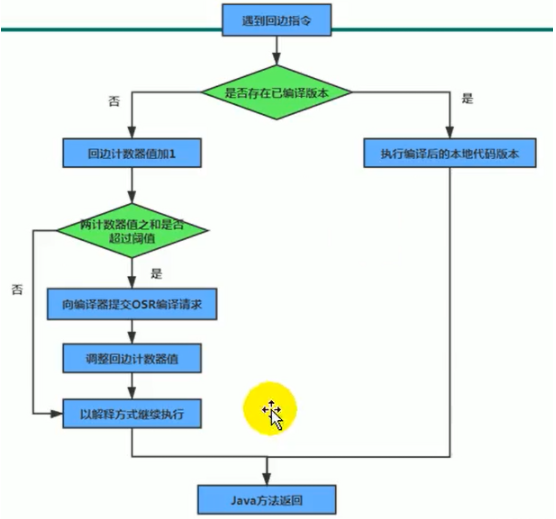 遇到回边指令
是否存在已编译版本
否
是
回边计数器值加1
执行编译后的本地代码版本
两计数器值之和是否
超过阈值
是
否
向编译器提交OSR编译请求
调整回边计数器值
以解释方式继续执行
Java方法返回